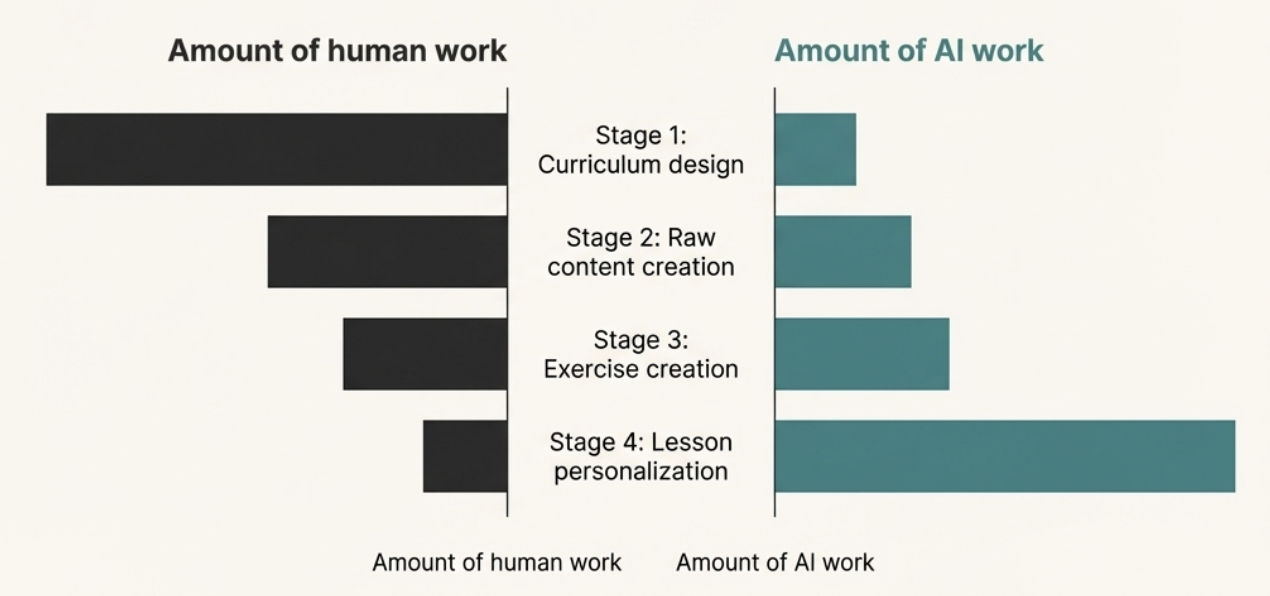 Amount of human work
Amount of AI work
Stage 1:
Curriculum design
Stage 2: Raw
content creation
Stage 3:
Exercise creation
Stage 4: Lesson
personalization
Amount of human work
Amount of AI work